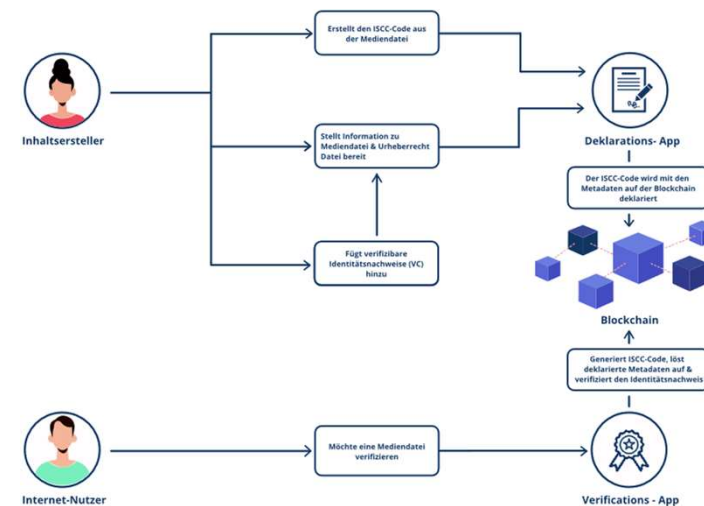 Erstellt den ISCC-Code aus
der Mediendatei
Inhaltsersteller
Stellt Information zu
Mediendatei & Urheberrecht
Datei bereit
Deklarations- App
Der ISCC-Code wird mit den
Metadaten auf der Blockchain
deklariert
Fügt verifizibare
Identitätsnachweise (VC)
hinzu
Blockchain
Generiert ISCC-Code, löst
deklarierte Metadaten auf &
verifiziert den Identitätsnachweis
Möchte eine Mediendatei
verifizieren
Internet-Nutzer
Verifications - App